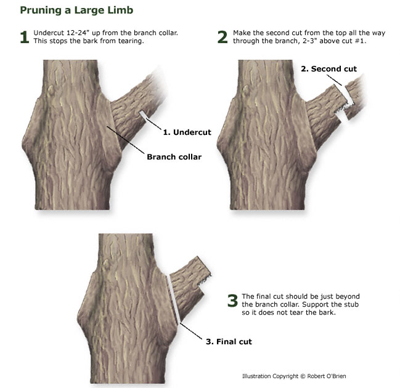 Pruning a Large Limb
1 Undercut 12-24" up from the branch collar.
This stops the bark from tearing.
2 Make the second cut from the top all the way
through the branch, 2-3" above cut #1.
2. Second cut
1. Undercut
Branch collar
3 The final cut should be just beyond
the branch collar. Support the stub
so it does not tear the bark.
3. Final cut
Illustration Copyright © Robert O'Brien